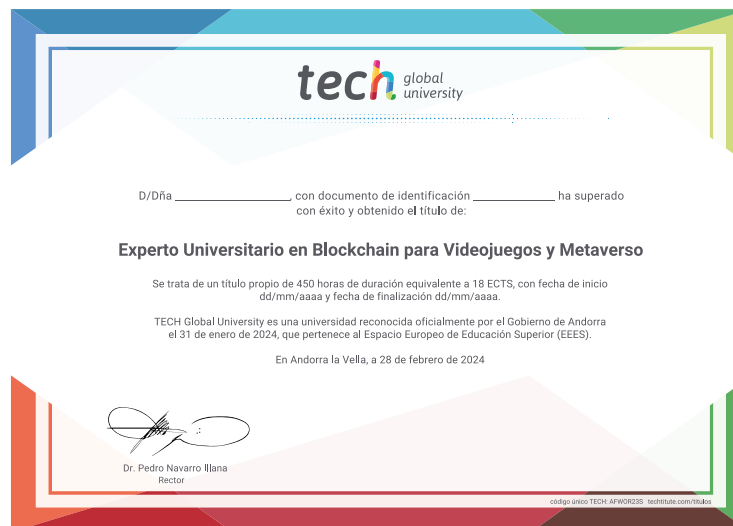 tech global university
D/Dña ______________, con documento de identificación ______________ ha superado
con éxito y obtenido el título de:
Experto Universitario en Blockchain para Videojuegos y Metaverso
Se trata de un título propio de 450 horas de duración equivalente a 18 ECTS, con fecha de inicio
dd/mm/aaaa y fecha de finalización dd/mm/aaaa.
TECH Global University es una universidad reconocida oficialmente por el Gobierno de Andorra
el 31 de enero de 2024, que pertenece al Espacio Europeo de Educación Superior (EEES).
En Andorra la Vella, a 28 de febrero de 2024
Dr. Pedro Navarro Illana
Rector
código único TECH: AFWOR23S techtitute.com/titulos